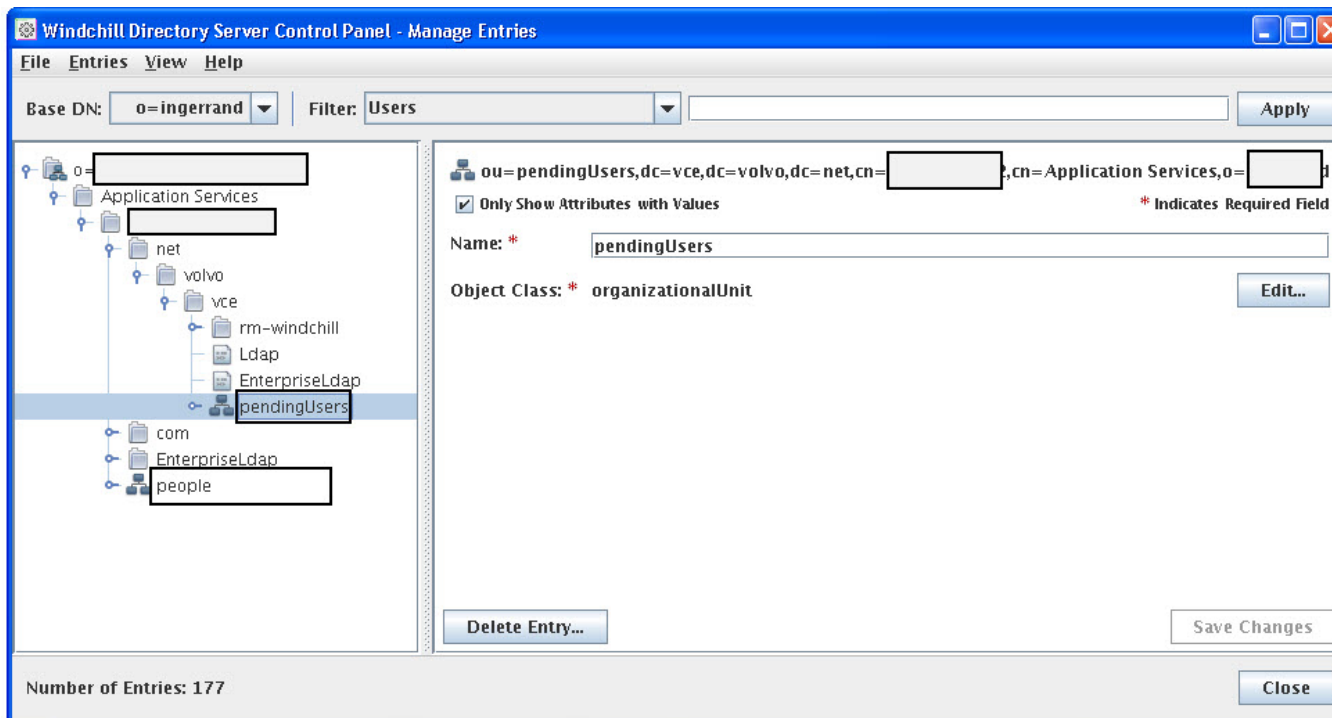 Windchill Directory Server Control Panel - Manage Entries
File Entries View Help
Base DN: o=ingerrand Filter: Users Apply
o=
Application Services
net
volvo
vce
rm-windchill
Ldap
EnterpriseLdap
pendingUsers
com
EnterpriseLdap
people
ou=pendingUsers,dc=vce,dc=volvo,dc=net,cn= ,cn=Application Services,o= d
Only Show Attributes with Values * Indicates Required Field
Name: * pendingUsers
Object Class: * organizationalUnit Edit...
Delete Entry... Save Changes
Number of Entries: 177 Close